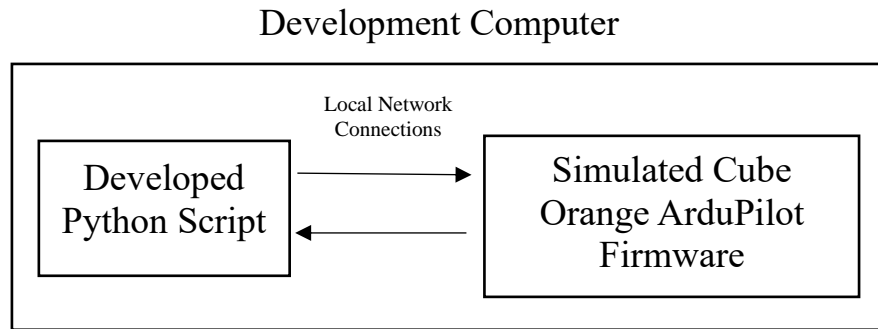 Development Computer
Local Network
Connections
Developed
Python Script
Simulated Cube
Orange ArduPilot
Firmware